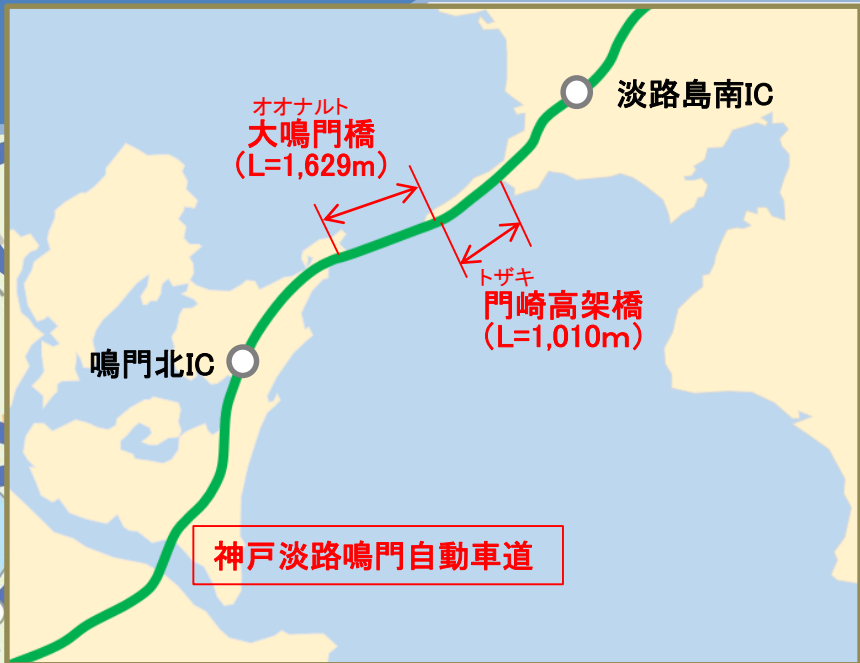 淡路島南IC
オオナルト
大鳴門橋
（L=1,629m）
トザキ
門崎高架橋
（L=1,010ｍ）
鳴門北IC
神戸淡路鳴門自動車道